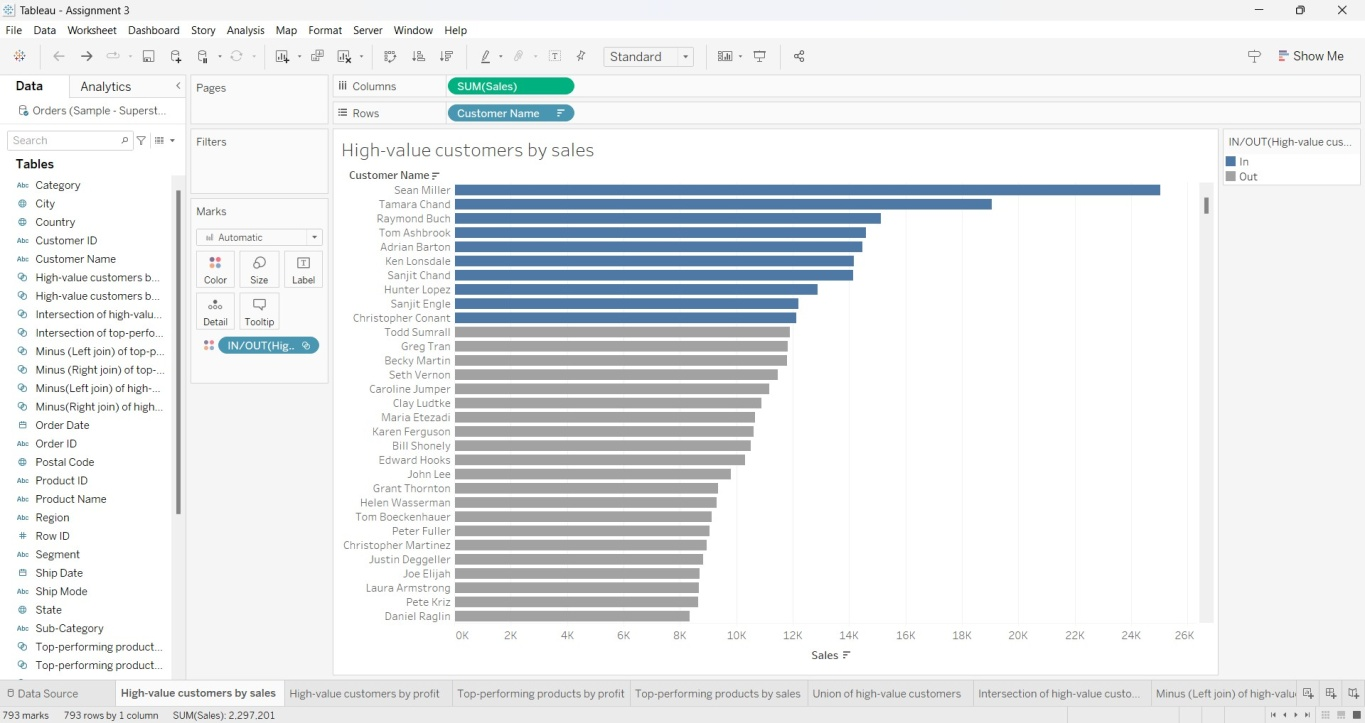 Tableau - Assignment 3
File Data Worksheet Dashboard Story Analysis Map Format Server Window Help
Standard
Show Me
Data Analytics
Orders (Sample - Superst...
Search
Tables
Abc Category
City
Country
Abc Customer ID
Abc Customer Name
High-value customers b...
High-value customers b...
Intersection of high-valu...
Intersection of top-perfo...
Minus (Left join) of top-p...
Minus (Right join) of top-...
Minus(Left join) of high-...
Minus(Right join) of high...
Order Date
Abc Order ID
Postal Code
Abc Product ID
Abc Product Name
Abc Region
# Row ID
Abc Segment
Ship Date
Abc Ship Mode
State
Abc Sub-Category
Top-performing product...
Top-performing product...
Pages
Filters
Marks
Automatic
Color Size Label
Detail Tooltip
IN/OUT(Hig..
Columns SUM(Sales)
Rows Customer Name
High-value customers by sales
Customer Name
Sean Miller
Tamara Chand
Raymond Buch
Tom Ashbrook
Adrian Barton
Ken Lonsdale
Sanjit Chand
Hunter Lopez
Sanjit Engle
Christopher Conant
Todd Sumrall
Greg Tran
Becky Martin
Seth Vernon
Caroline Jumper
Clay Ludtke
Maria Etezadi
Karen Ferguson
Bill Shonely
Edward Hooks
John Lee
Grant Thornton
Helen Wasserman
Tom Boeckenhauer
Peter Fuller
Christopher Martinez
Justin Deggeller
Joe Elijah
Laura Armstrong
Pete Kriz
Daniel Raglin
0K 2K 4K 6K 8K 10K 12K 14K 16K 18K 20K 22K 24K 26K
Sales
IN/OUT(High-value cus...
In
Out
Data Source High-value customers by sales High-value customers by profit Top-performing products by profit Top-performing products by sales Union of high-value customers Intersection of high-value custo... Minus (Left join) of high-valu
793 marks 793 rows by 1 column SUM(Sales): 2,297,201